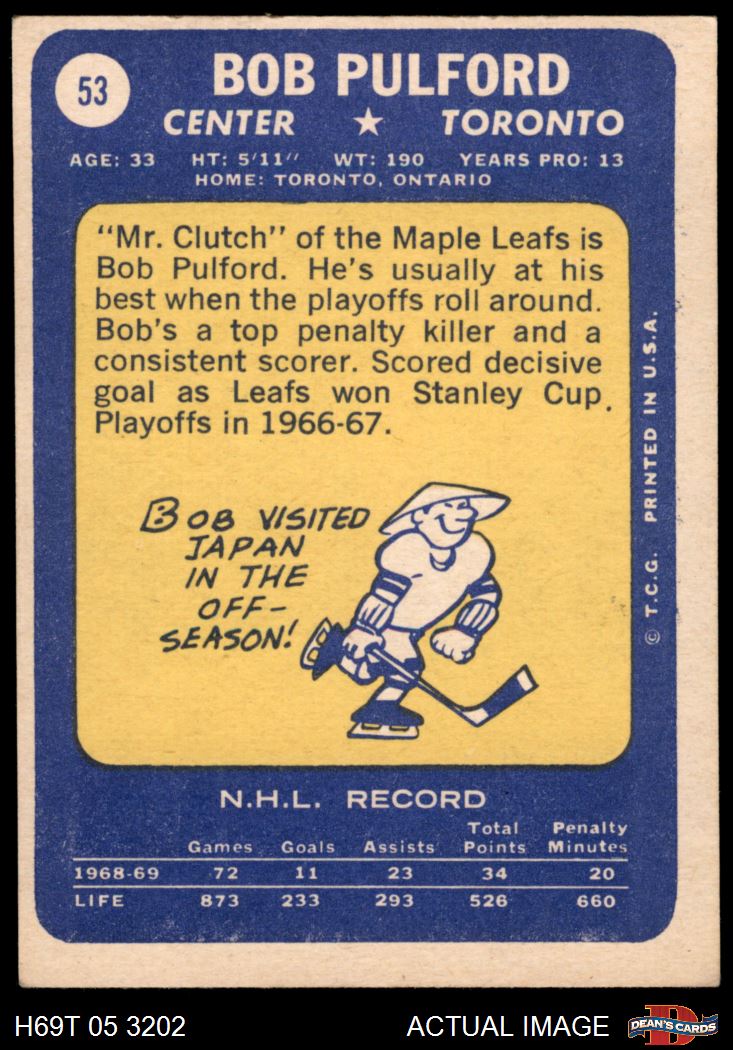 53
BOB PULFORD
CENTER ★ TORONTO
AGE: 33 HT: 5'11" WT: 190 YEARS PRO: 13
HOME: TORONTO, ONTARIO
"Mr. Clutch" of the Maple Leafs is
Bob Pulford. He's usually at his
best when the playoffs roll around.
Bob's a top penalty killer and a
consistent scorer. Scored decisive
goal as Leafs won Stanley Cup
Playoffs in 1966-67.
BOB VISITED
JAPAN
IN THE
OFF-
SEASON!
© T.C.G. PRINTED IN U.S.A.
N.H.L. RECORD
Games Goals Assists Total Points Penalty Minutes
1968-69 72 11 23 34 20
LIFE 873 233 293 526 660
H69T 05 3202 ACTUAL IMAGE D DEAN'S CARDS